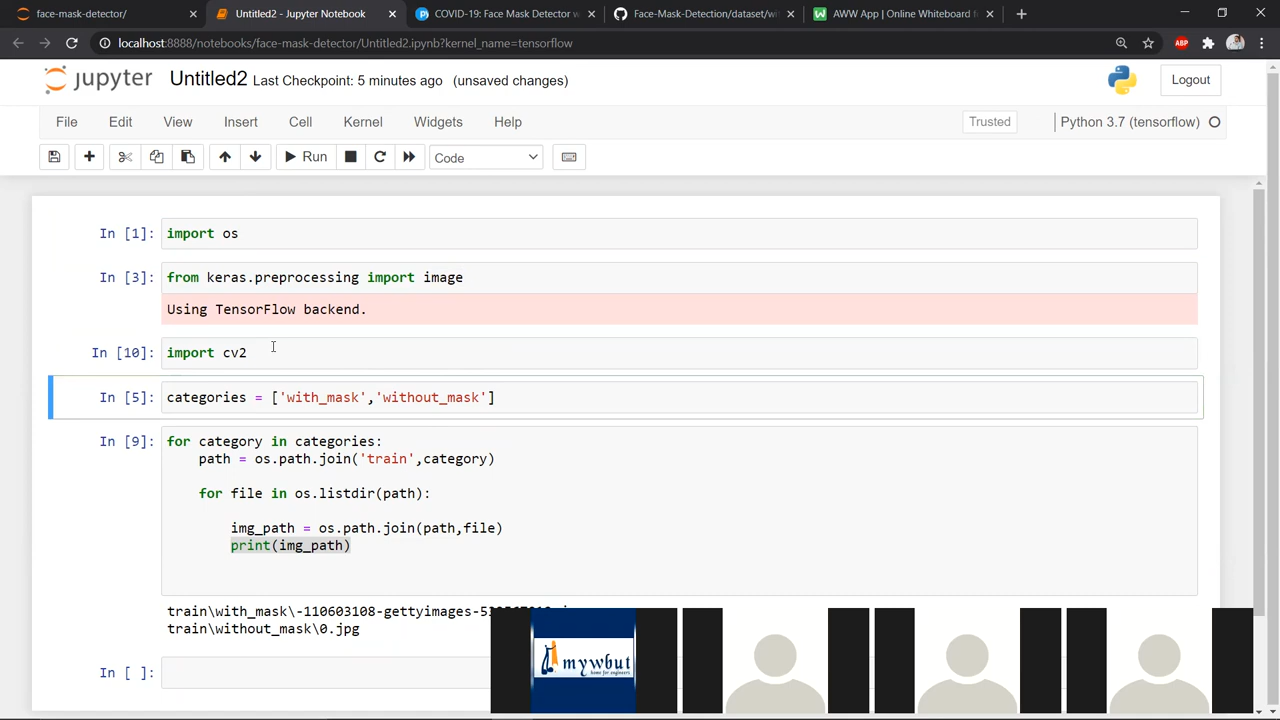 face-mask-detector/
Untitled2 - Jupyter Notebook
COVID-19: Face Mask Detector w
Face-Mask-Detection/dataset/wi
AWW App | Online Whiteboard f
localhost:8888/notebooks/face-mask-detector/Untitled2.ipynb?kernel_name=tensorflow
ABP
jupyter Untitled2 Last Checkpoint: 5 minutes ago (unsaved changes)
Logout
File Edit View Insert Cell Kernel Widgets Help
Trusted
Python 3.7 (tensorflow)
Run
Code
In [1]: import os
In [3]: from keras.preprocessing import image
Using TensorFlow backend.
In [10]: import cv2
In [5]: categories = ['with_mask','without_mask']
In [9]: for category in categories:
path = os.path.join('train',category)
for file in os.listdir(path):
img_path = os.path.join(path,file)
print(img_path)
train\with_mask\-110603108-gettyimages-
train\without_mask\0.jpg
In [ ]:
mywbut
home for engineers